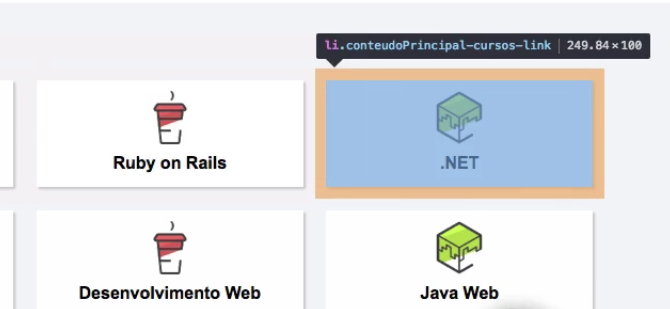 li.conteudoPrincipal-cursos-link | 249.84×100
Ruby on Rails
.NET
Desenvolvimento Web
Java Web